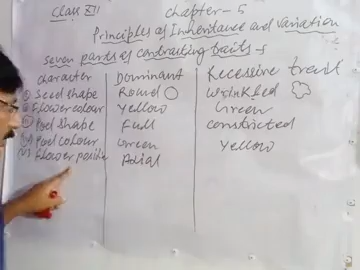 Class XII Chapter-5
Principles of Inheritance and Variation
Seven pairs of contrasting traits-5
Character Dominant Recessive trait
(i) Seed shape Round Wrinkled
(ii) Flower colour Yellow Green
(iii) Pod shape Full constricted
(iv) Pod colour Green Yellow
(v) Flower position Axial